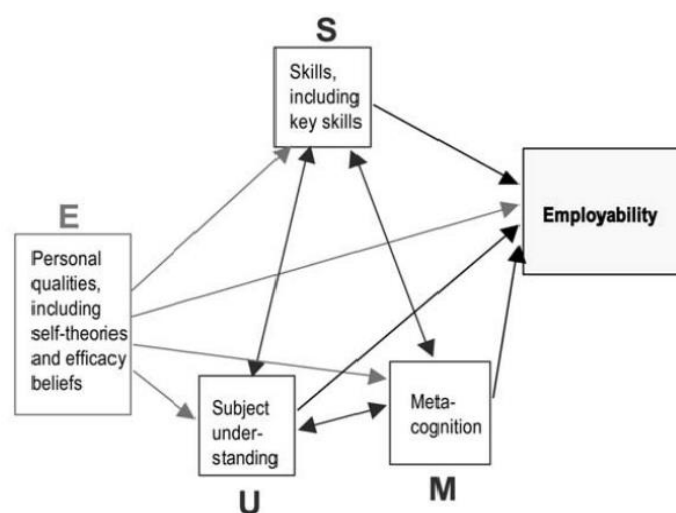 S
Skills,
including
key skills
Employability
E
Personal
qualities,
including
self-theories
and efficacy
beliefs
Subject
under-
standing
U
Meta-
cognition
M